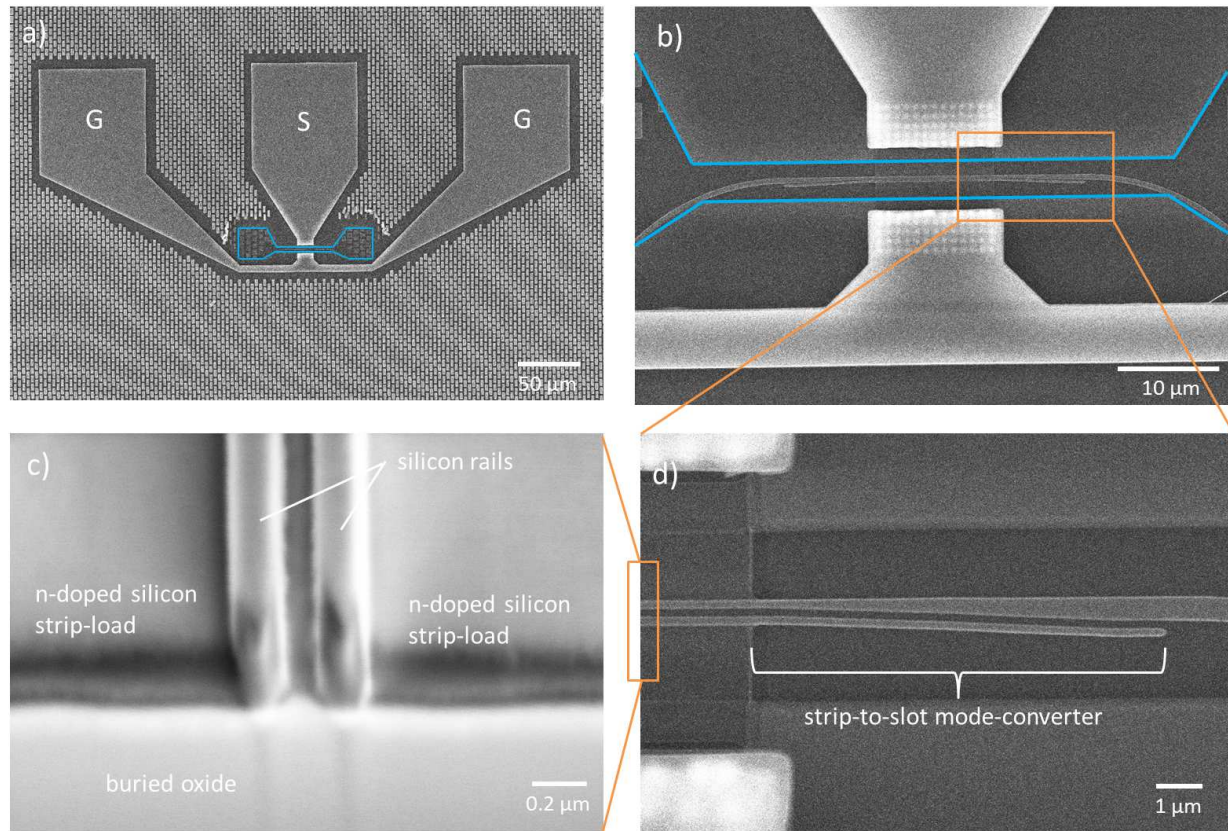 a)
G
S
G
50 µm
b)
10 µm
c)
silicon rails
n-doped silicon
strip-load
n-doped silicon
strip-load
buried oxide
0.2 µm
d)
strip-to-slot mode-converter
1 µm